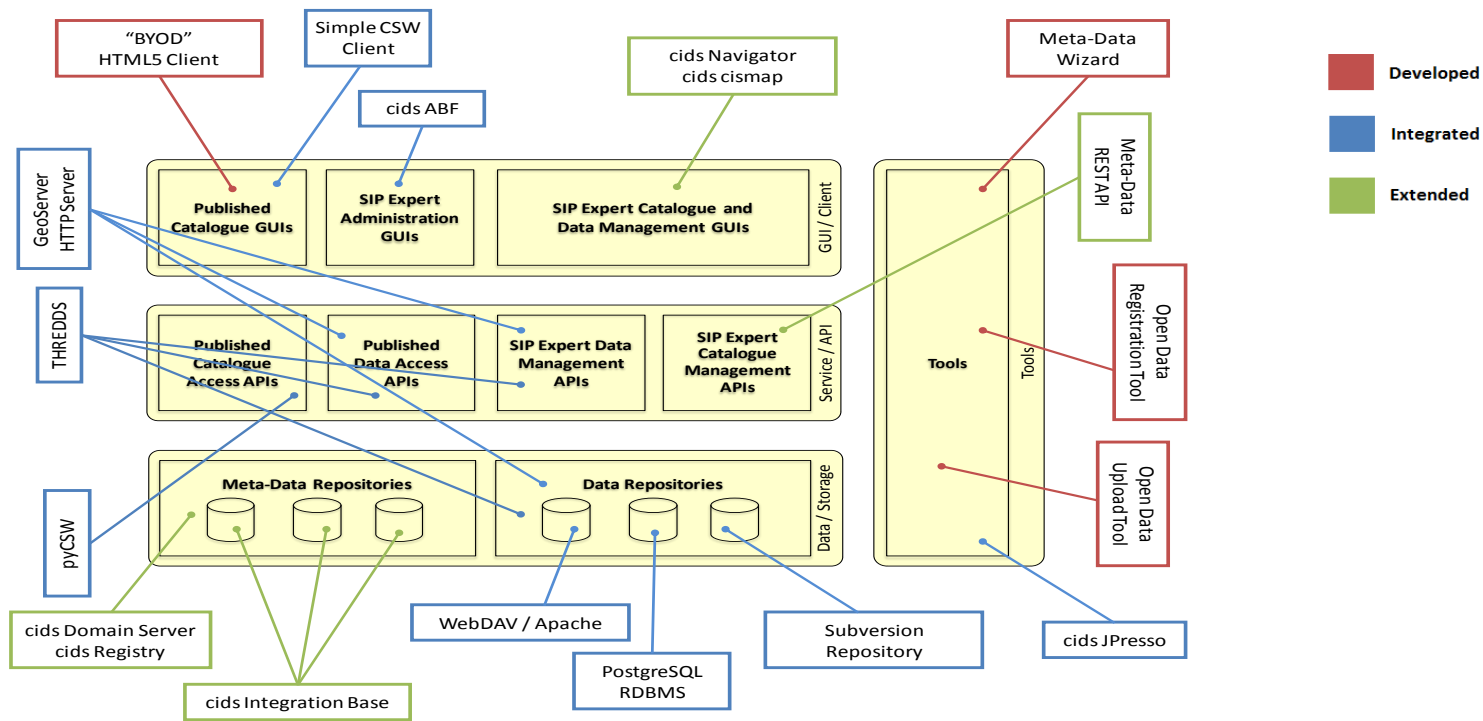 "BYOD"
HTML5 Client
Simple CSW
Client
cids ABF
cids Navigator
cids cismap
Meta-Data
Wizard
Developed
Integrated
Extended
GeoServer
HTTP Server
THREDDS
pyCSW
Published
Catalogue GUIs
SIP Expert
Administration
GUIs
SIP Expert Catalogue and
Data Management GUIs
GUI / Client
Published
Catalogue
Access APIs
Published
Data Access
APIs
SIP Expert Data
Management
APIs
SIP Expert
Catalogue
Management
APIs
Service / API
Meta-Data Repositories
Data Repositories
Data / Storage
Tools
Tools
Meta-Data
REST API
Open Data
Registration Tool
Open Data
Upload Tool
cids Domain Server
cids Registry
cids Integration Base
WebDAV / Apache
PostgreSQL
RDBMS
Subversion
Repository
cids JPresso